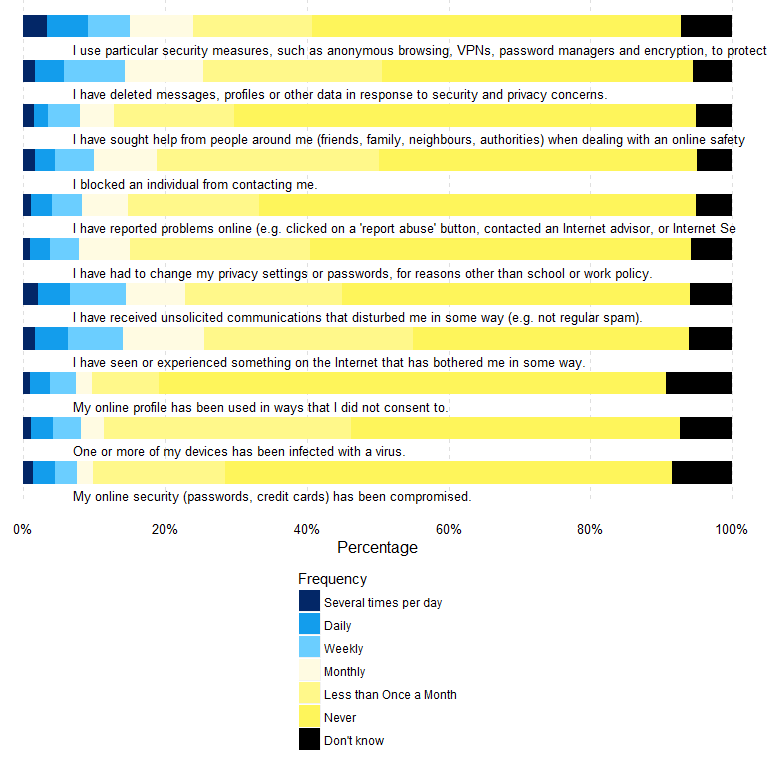 I use particular security measures, such as anonymous browsing, VPNs, password managers and encryption, to protect
I have deleted messages, profiles or other data in response to security and privacy concerns.
I have sought help from people around me (friends, family, neighbours, authorities) when dealing with an online safety
I blocked an individual from contacting me.
I have reported problems online (e.g. clicked on a 'report abuse' button, contacted an Internet advisor, or Internet Se
I have had to change my privacy settings or passwords, for reasons other than school or work policy.
I have received unsolicited communications that disturbed me in some way (e.g. not regular spam).
I have seen or experienced something on the Internet that has bothered me in some way.
My online profile has been used in ways that I did not consent to.
One or more of my devices has been infected with a virus.
My online security (passwords, credit cards) has been compromised.
0% 20% 40% 60% 80% 100%
Percentage
Frequency
Several times per day
Daily
Weekly
Monthly
Less than Once a Month
Never
Don't know